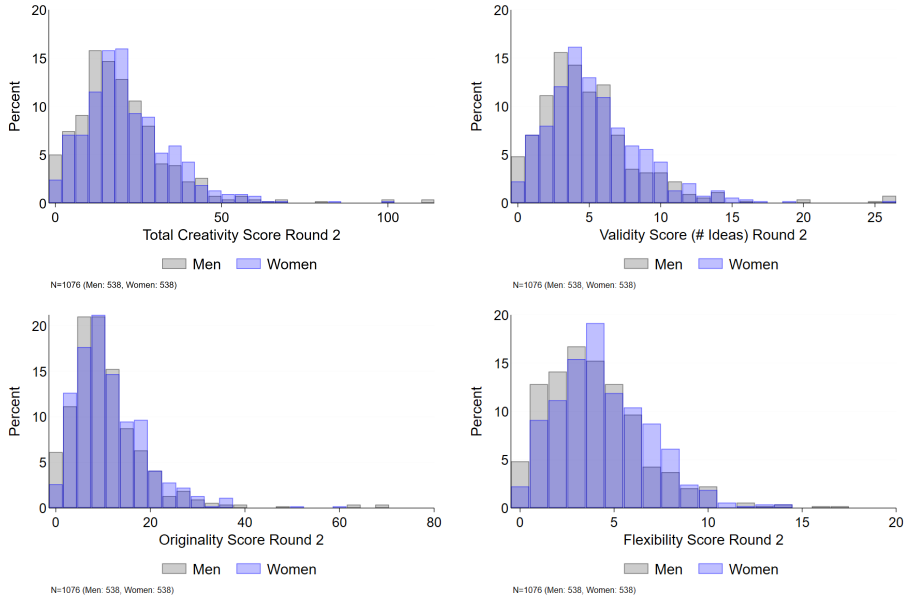 20
15
10
5
0
Percent
0 50 100
Total Creativity Score Round 2
Men Women
N=1076 (Men: 538, Women: 538)
20
15
10
5
0
Percent
0 5 10 15 20 25
Validity Score (# Ideas) Round 2
Men Women
N=1076 (Men: 538, Women: 538)
20
15
10
5
0
Percent
0 20 40 60 80
Originality Score Round 2
Men Women
N=1076 (Men: 538, Women: 538)
20
15
10
5
0
Percent
0 5 10 15 20
Flexibility Score Round 2
Men Women
N=1076 (Men: 538, Women: 538)